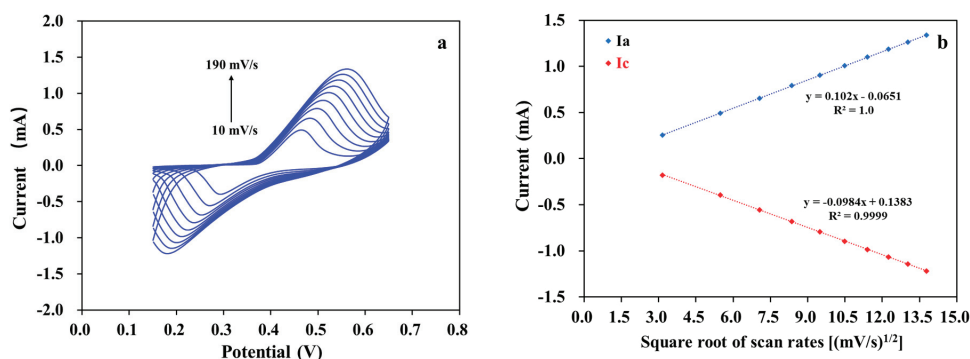 a
2.0
1.5
1.0
0.5
0.0
-0.5
-1.0
-1.5
-2.0
Current (mA)
190 mV/s
10 mV/s
0.0 0.1 0.2 0.3 0.4 0.5 0.6 0.7 0.8
Potential (V)
b
1.5
1.0
0.5
0.0
-0.5
-1.0
-1.5
Current (mA)
Ia
Ic
y = 0.102x - 0.0651
R² = 1.0
y = -0.0984x + 0.1383
R² = 0.9999
0.0 1.5 3.0 4.5 6.0 7.5 9.0 10.5 12.0 13.5 15.0
Square root of scan rates [(mV/s)¹/²]